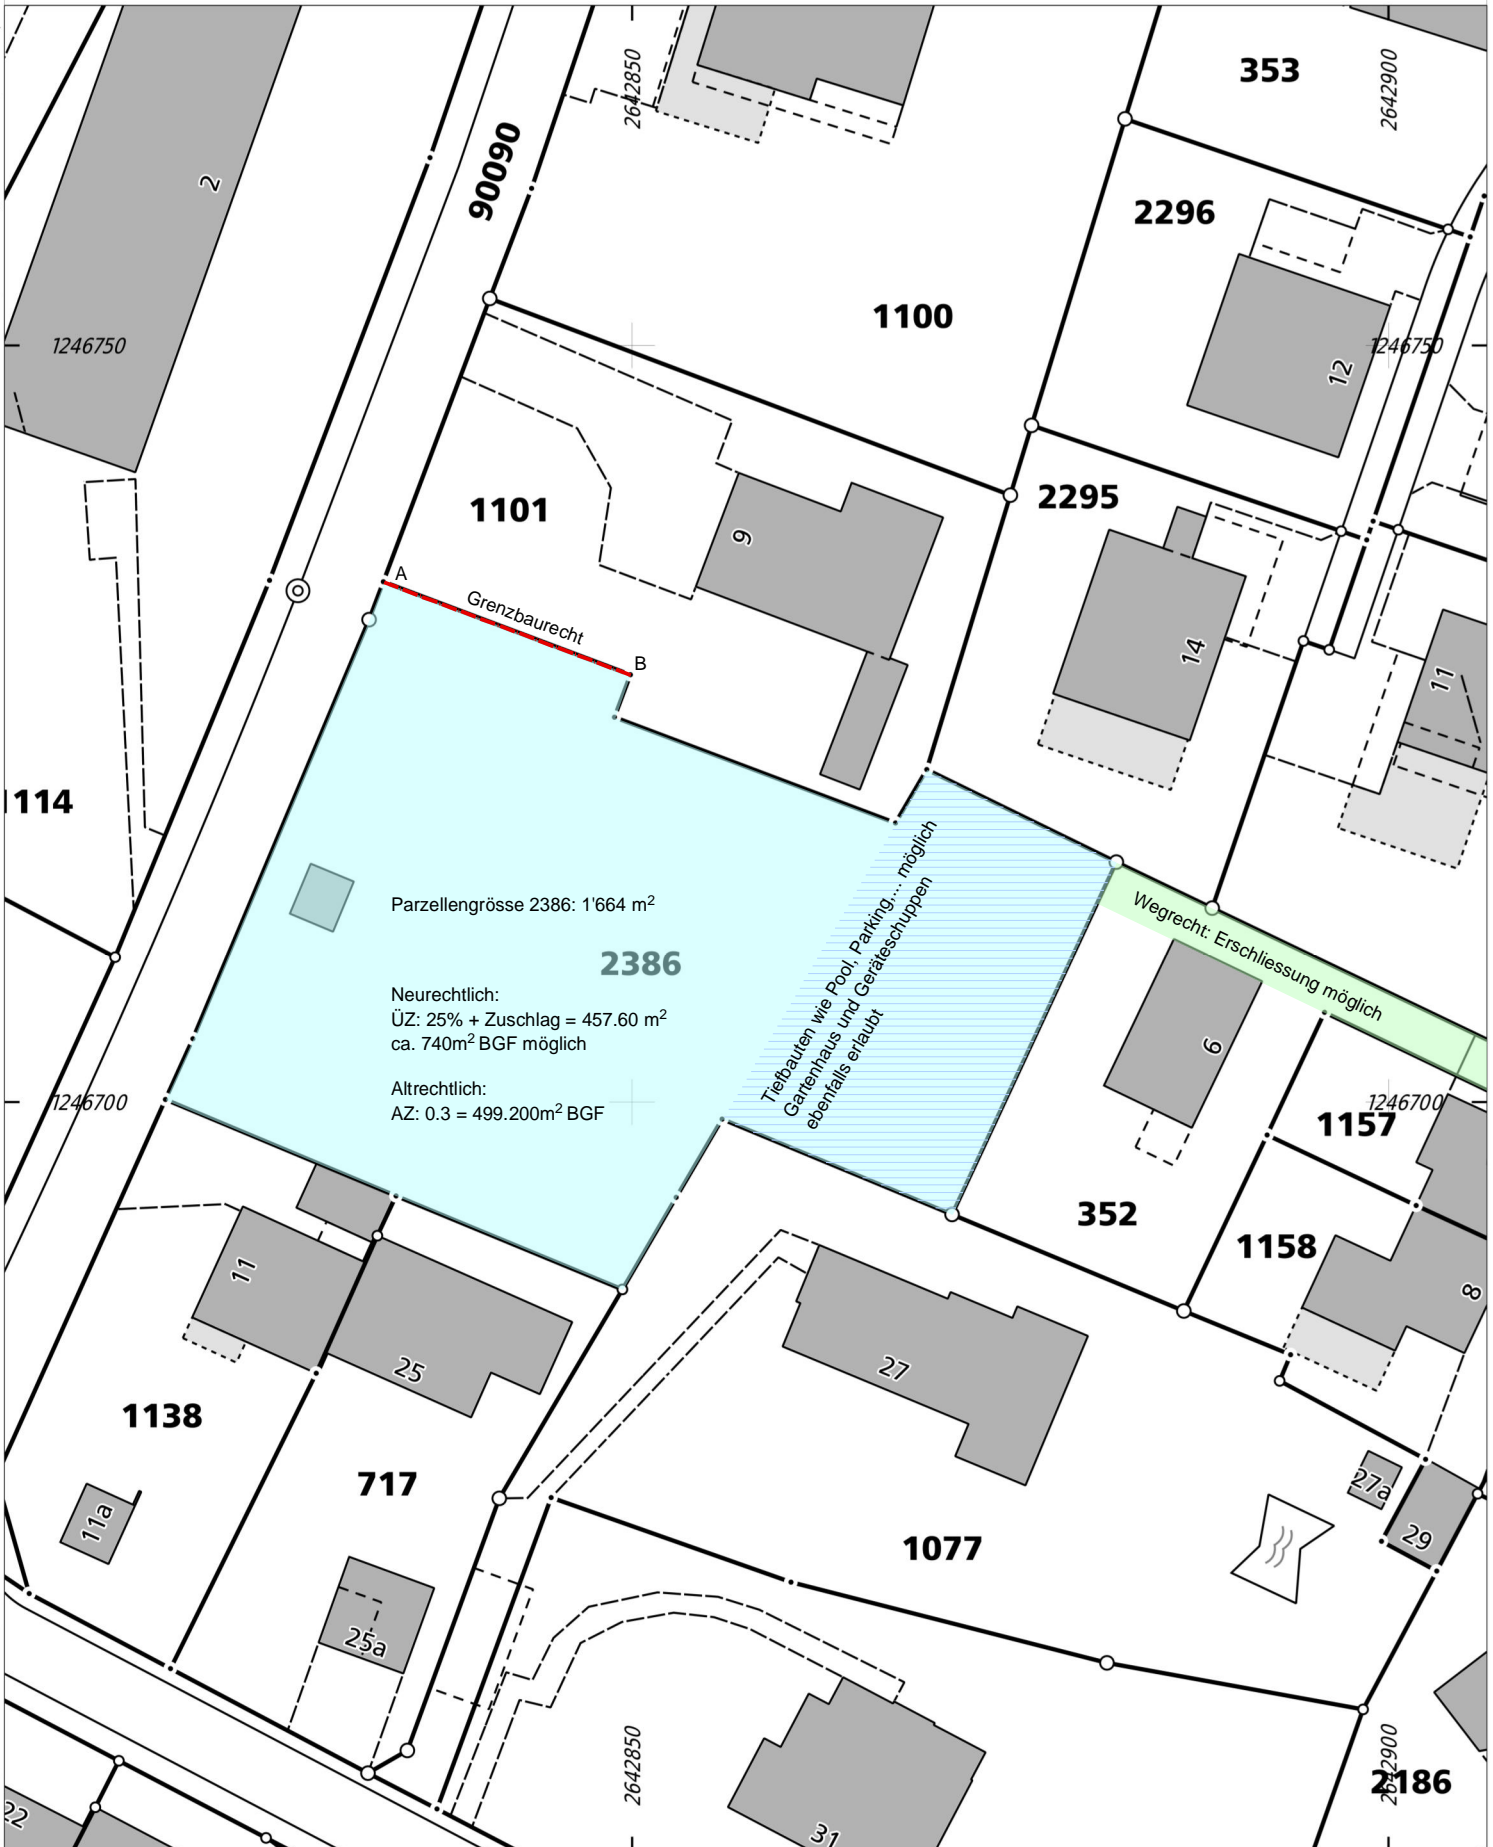 2642850
353
2642900
2
90090
2296
1100
1246750
12
1246750
1101
9
2295
A
Grenzbaurecht
B
14
11
1114
Parzellengrösse 2386: 1'664 m²
2386
Neurechtlich:
ÜZ: 25% + Zuschlag = 457.60 m²
ca. 740m² BGF möglich
Altrechtlich:
AZ: 0.3 = 499.200m² BGF
Tiefbauten wie Pool, Parking,... möglich
Gartenhaus und Geräteschuppen
ebenfalls erlaubt
Wegrecht: Erschliessung möglich
6
1246700
1246700
1157
352
1158
11
8
25
27
1138
717
27a
11a
29
1077
25a
2642850
2642900
2186
22
31